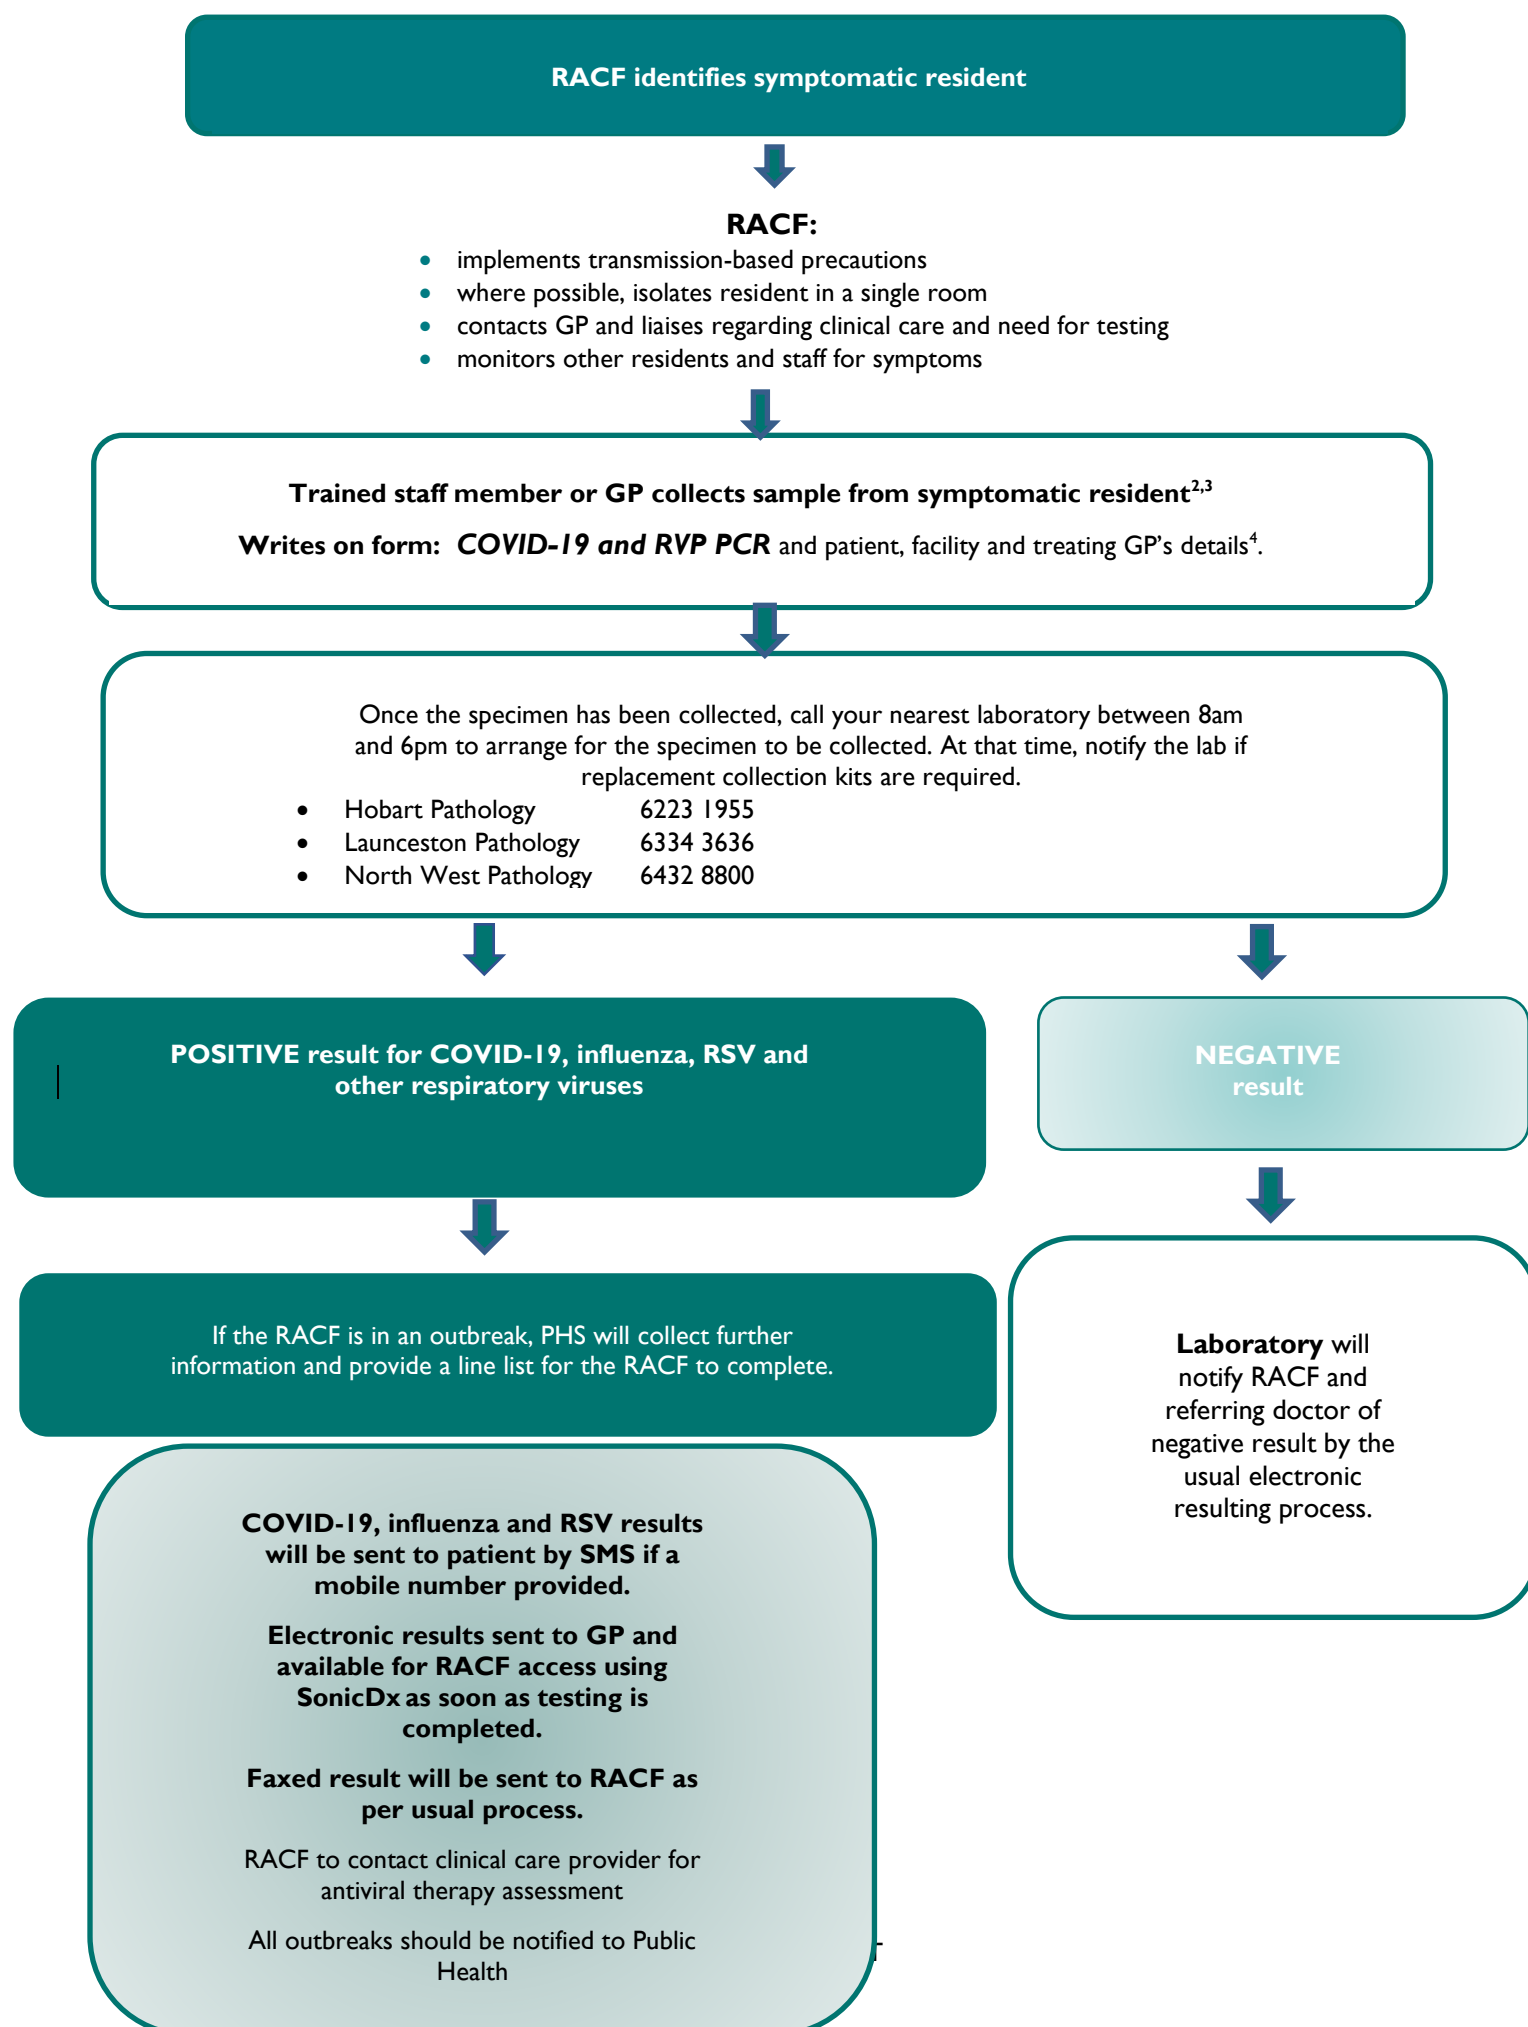 RACF identifies symptomatic resident
RACF:
• implements transmission-based precautions
• where possible, isolates resident in a single room
• contacts GP and liaises regarding clinical care and need for testing
• monitors other residents and staff for symptoms
Trained staff member or GP collects sample from symptomatic resident2,3
Writes on form: COVID-19 and RVP PCR and patient, facility and treating GP's details4.
Once the specimen has been collected, call your nearest laboratory between 8am
and 6pm to arrange for the specimen to be collected. At that time, notify the lab if
replacement collection kits are required.
• Hobart Pathology 6223 1955
• Launceston Pathology 6334 3636
• North West Pathology 6432 8800
POSITIVE result for COVID-19, influenza, RSV and
other respiratory viruses
NEGATIVE
result
If the RACF is in an outbreak, PHS will collect further
information and provide a line list for the RACF to complete.
Laboratory will
notify RACF and
referring doctor of
negative result by the
usual electronic
resulting process.
COVID-19, influenza and RSV results
will be sent to patient by SMS if a
mobile number provided.
Electronic results sent to GP and
available for RACF access using
SonicDx as soon as testing is
completed.
Faxed result will be sent to RACF as
per usual process.
RACF to contact clinical care provider for
antiviral therapy assessment
All outbreaks should be notified to Public
Health